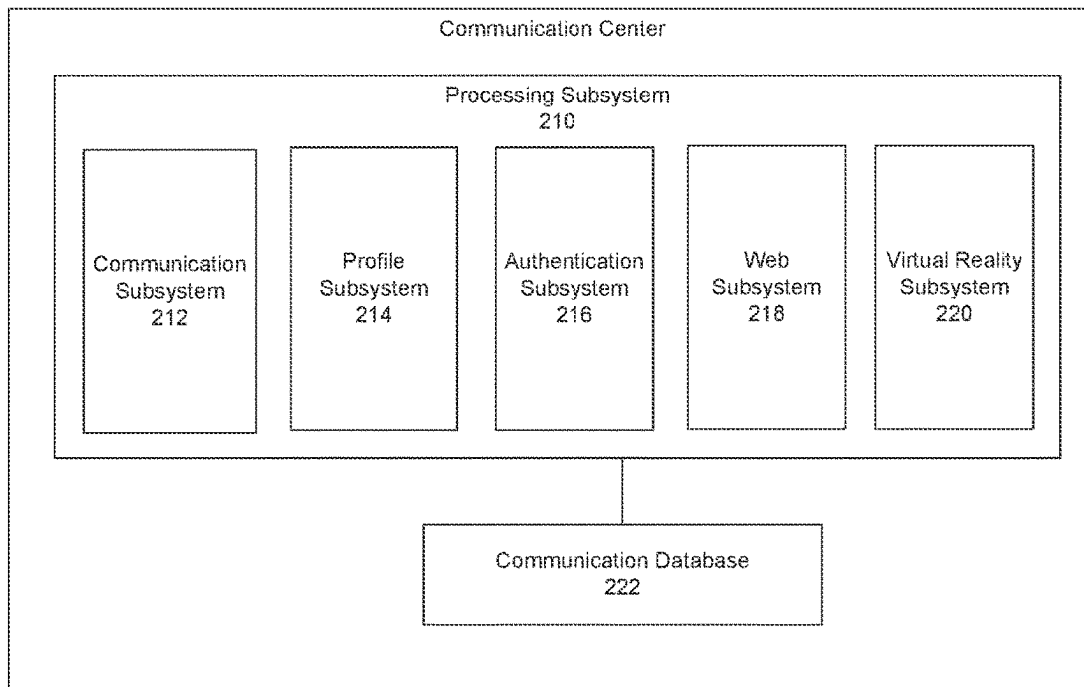 Communication Center
Processing Subsystem
210
Communication
Subsystem
212
Profile
Subsystem
214
Authentication
Subsystem
216
Web
Subsystem
218
Virtual Reality
Subsystem
220
Communication Database
222